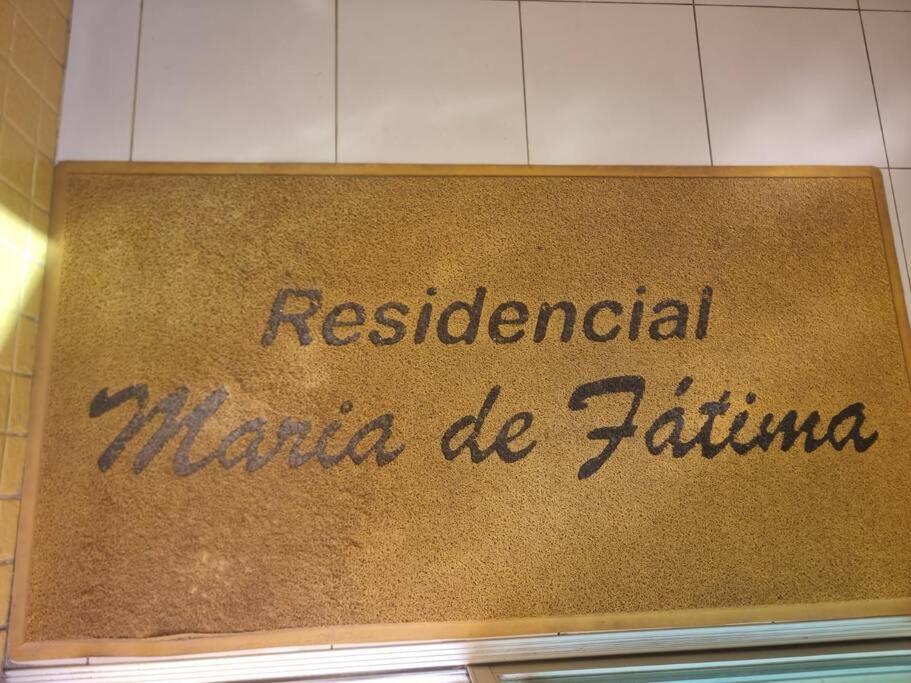 Residencial
Maria de Fátima